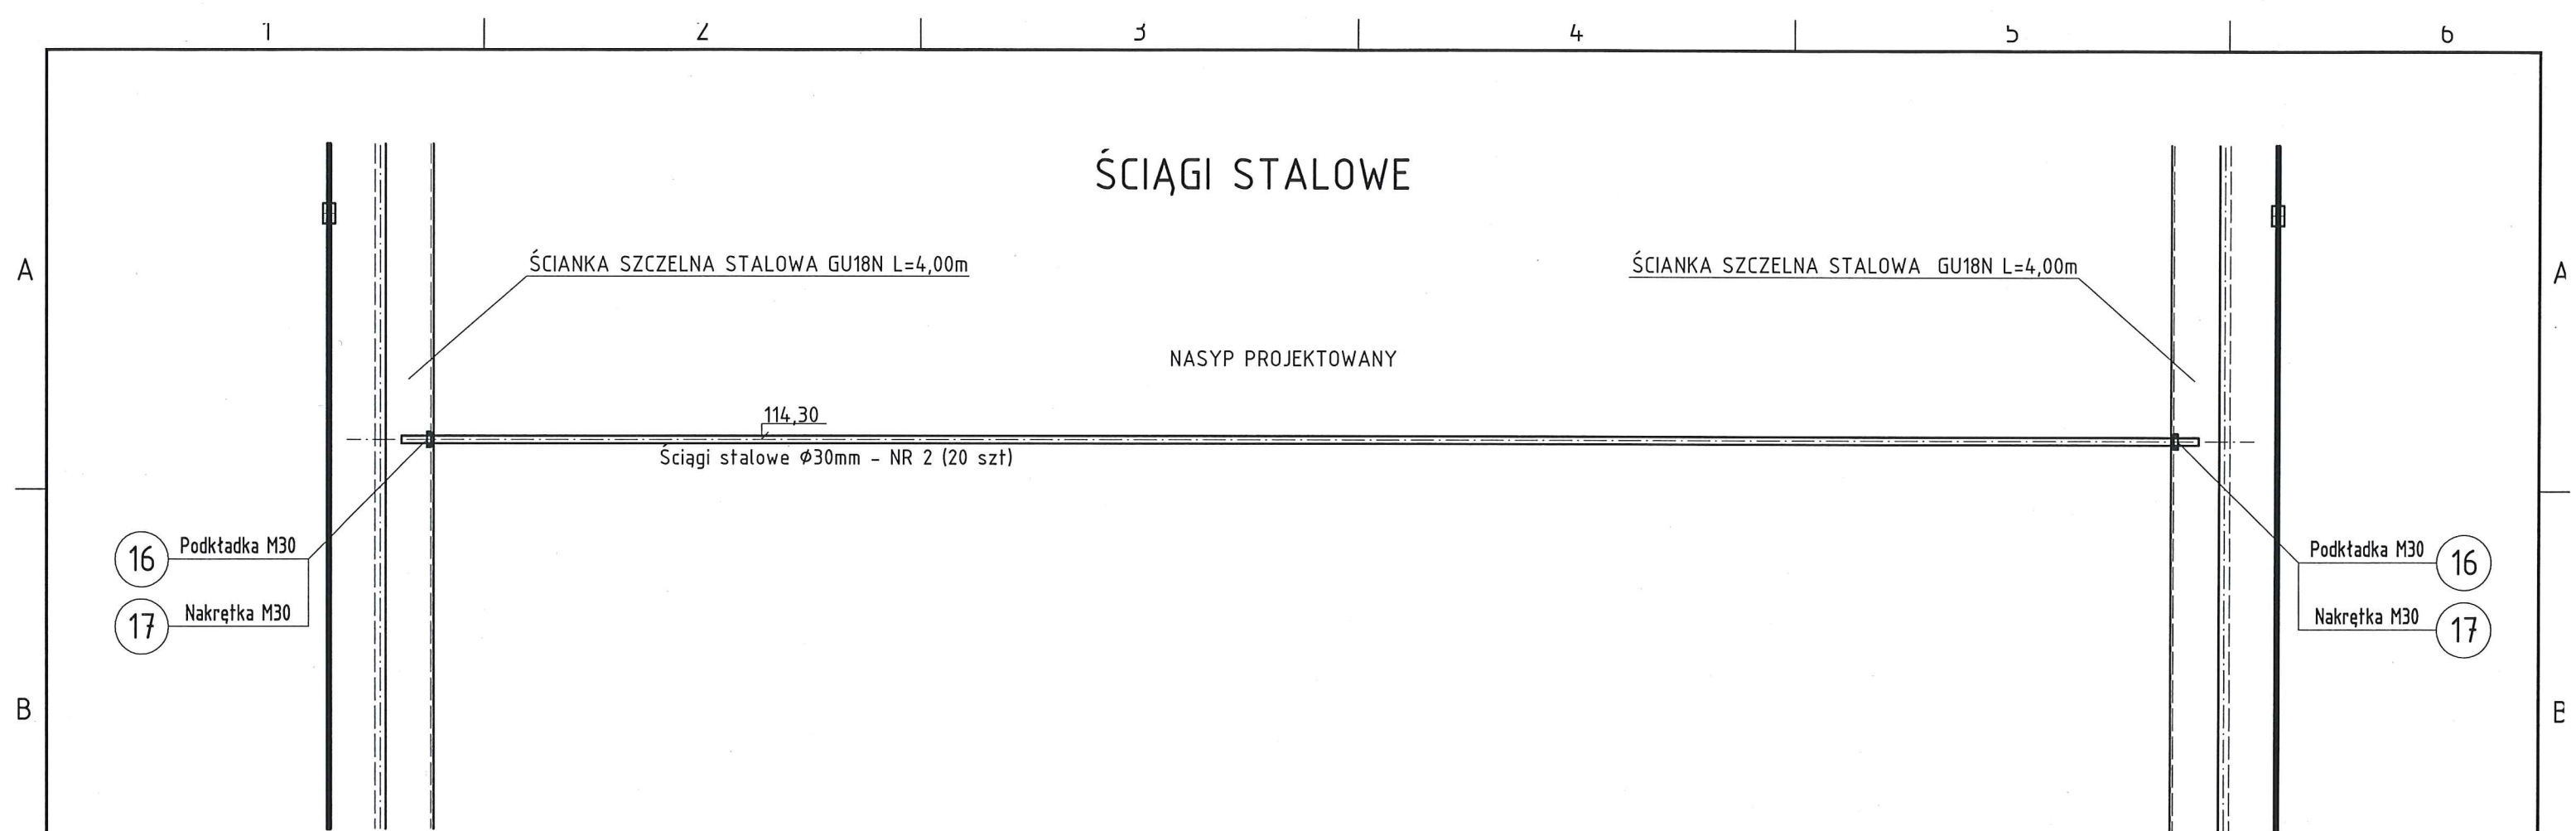 1 2 3 4 5 6
ŚCIĄGI STALOWE
A ŚCIANKA SZCZELNA STALOWA GU18N L=4,00m ŚCIANKA SZCZELNA STALOWA GU18N L=4,00m A
NASYP PROJEKTOWANY
114,30
Ściągi stalowe Φ30mm - NR 2 (20 szt)
16 Podkładka M30
17 Nakrętka M30
Podkładka M30 16
Nakrętka M30 17
B B